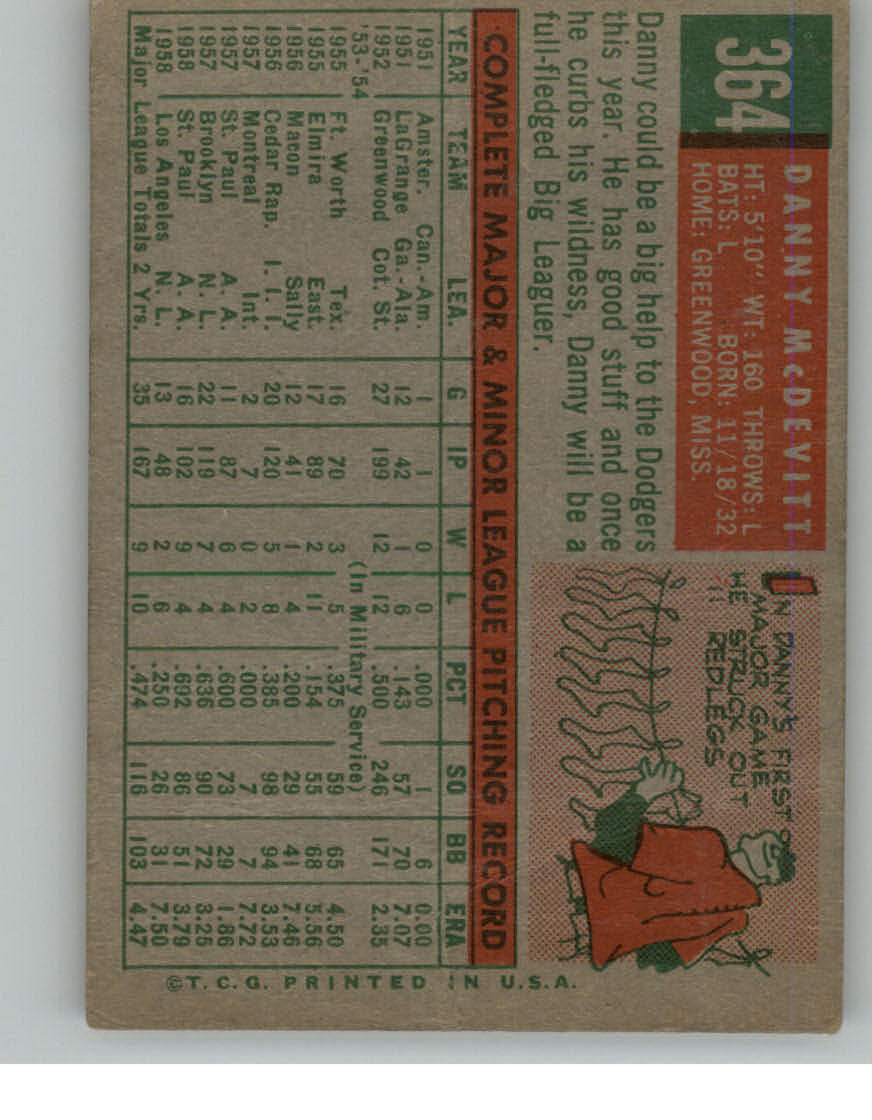 364
DANNY McDEVITT
HT: 5'10" WT: 160 THROWS: L
BATS: L BORN: 11/18/32
HOME: GREENWOOD, MISS.
Danny could be a big help to the Dodgers
this year. He has good stuff and once
he curbs his wildness, Danny will be a
full-fledged Big Leaguer.
IN DANNY'S FIRST
MAJOR GAME
HE STRUCK OUT
11 REDLEGS
COMPLETE MAJOR & MINOR LEAGUE PITCHING RECORD
YEAR TEAM LEA. G IP W L PCT SO BB ERA
1951 Amster. Can.-Am. 1 1 0 0 .000 1 6 0.00
1951 LaGrange Ga.-Ala. 12 42 1 6 .143 57 70 7.07
1952 Greenwood Cot. St. 27 199 12 12 .500 246 171 2.35
'53-'54 (In Military Service)
1955 Ft. Worth Tex. 16 70 3 5 .375 59 65 4.50
1955 Elmira East. 17 89 2 11 .154 55 68 5.56
1956 Macon Sally 12 41 1 4 .200 29 41 7.46
1956 Cedar Rap. I. I. I. 20 120 5 8 .385 98 94 3.53
1957 Montreal Int. 2 7 0 2 .000 7 7 7.72
1957 St. Paul A. A. 11 87 6 4 .600 73 29 1.86
1957 Brooklyn N. L. 22 119 7 4 .636 90 72 3.25
1958 St. Paul A. A. 16 102 9 4 .692 86 51 3.79
1958 Los Angeles N. L. 13 48 2 6 .250 26 31 7.50
Major League Totals 2 Yrs. 35 167 9 10 .474 116 103 4.47
©T. C. G. PRINTED IN U.S.A.